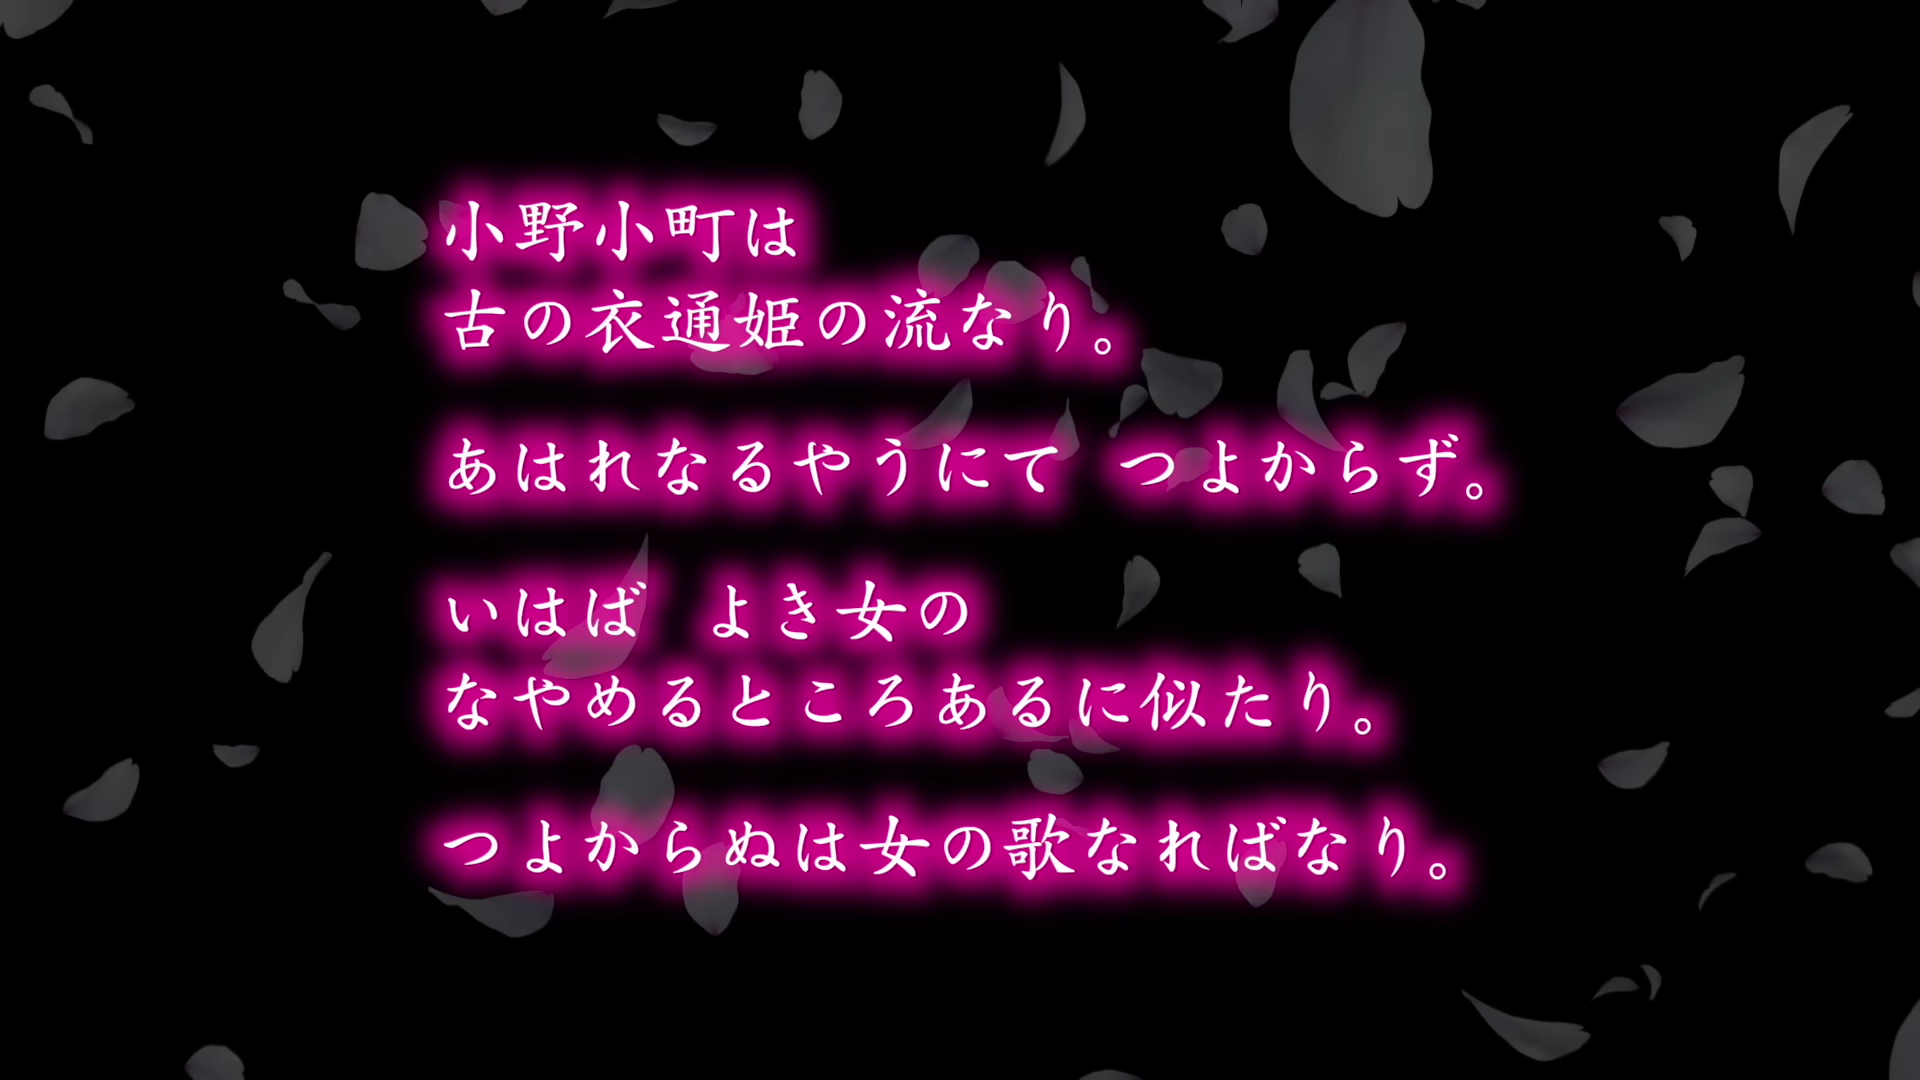 小野小町は
古の衣通姫の流なり。
あはれなるやうにて つよからず。
いはば よき女の
なやめるところあるに似たり。
つよからぬは女の歌なればなり。